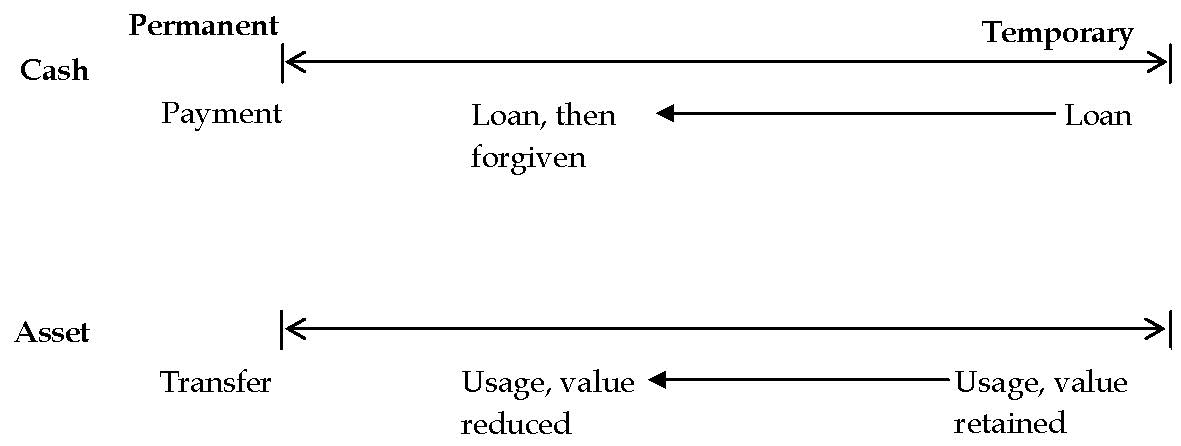 Permanent
Temporary
Cash
Payment
Loan, then
forgiven
Loan
Asset
Transfer
Usage, value
reduced
Usage, value
retained